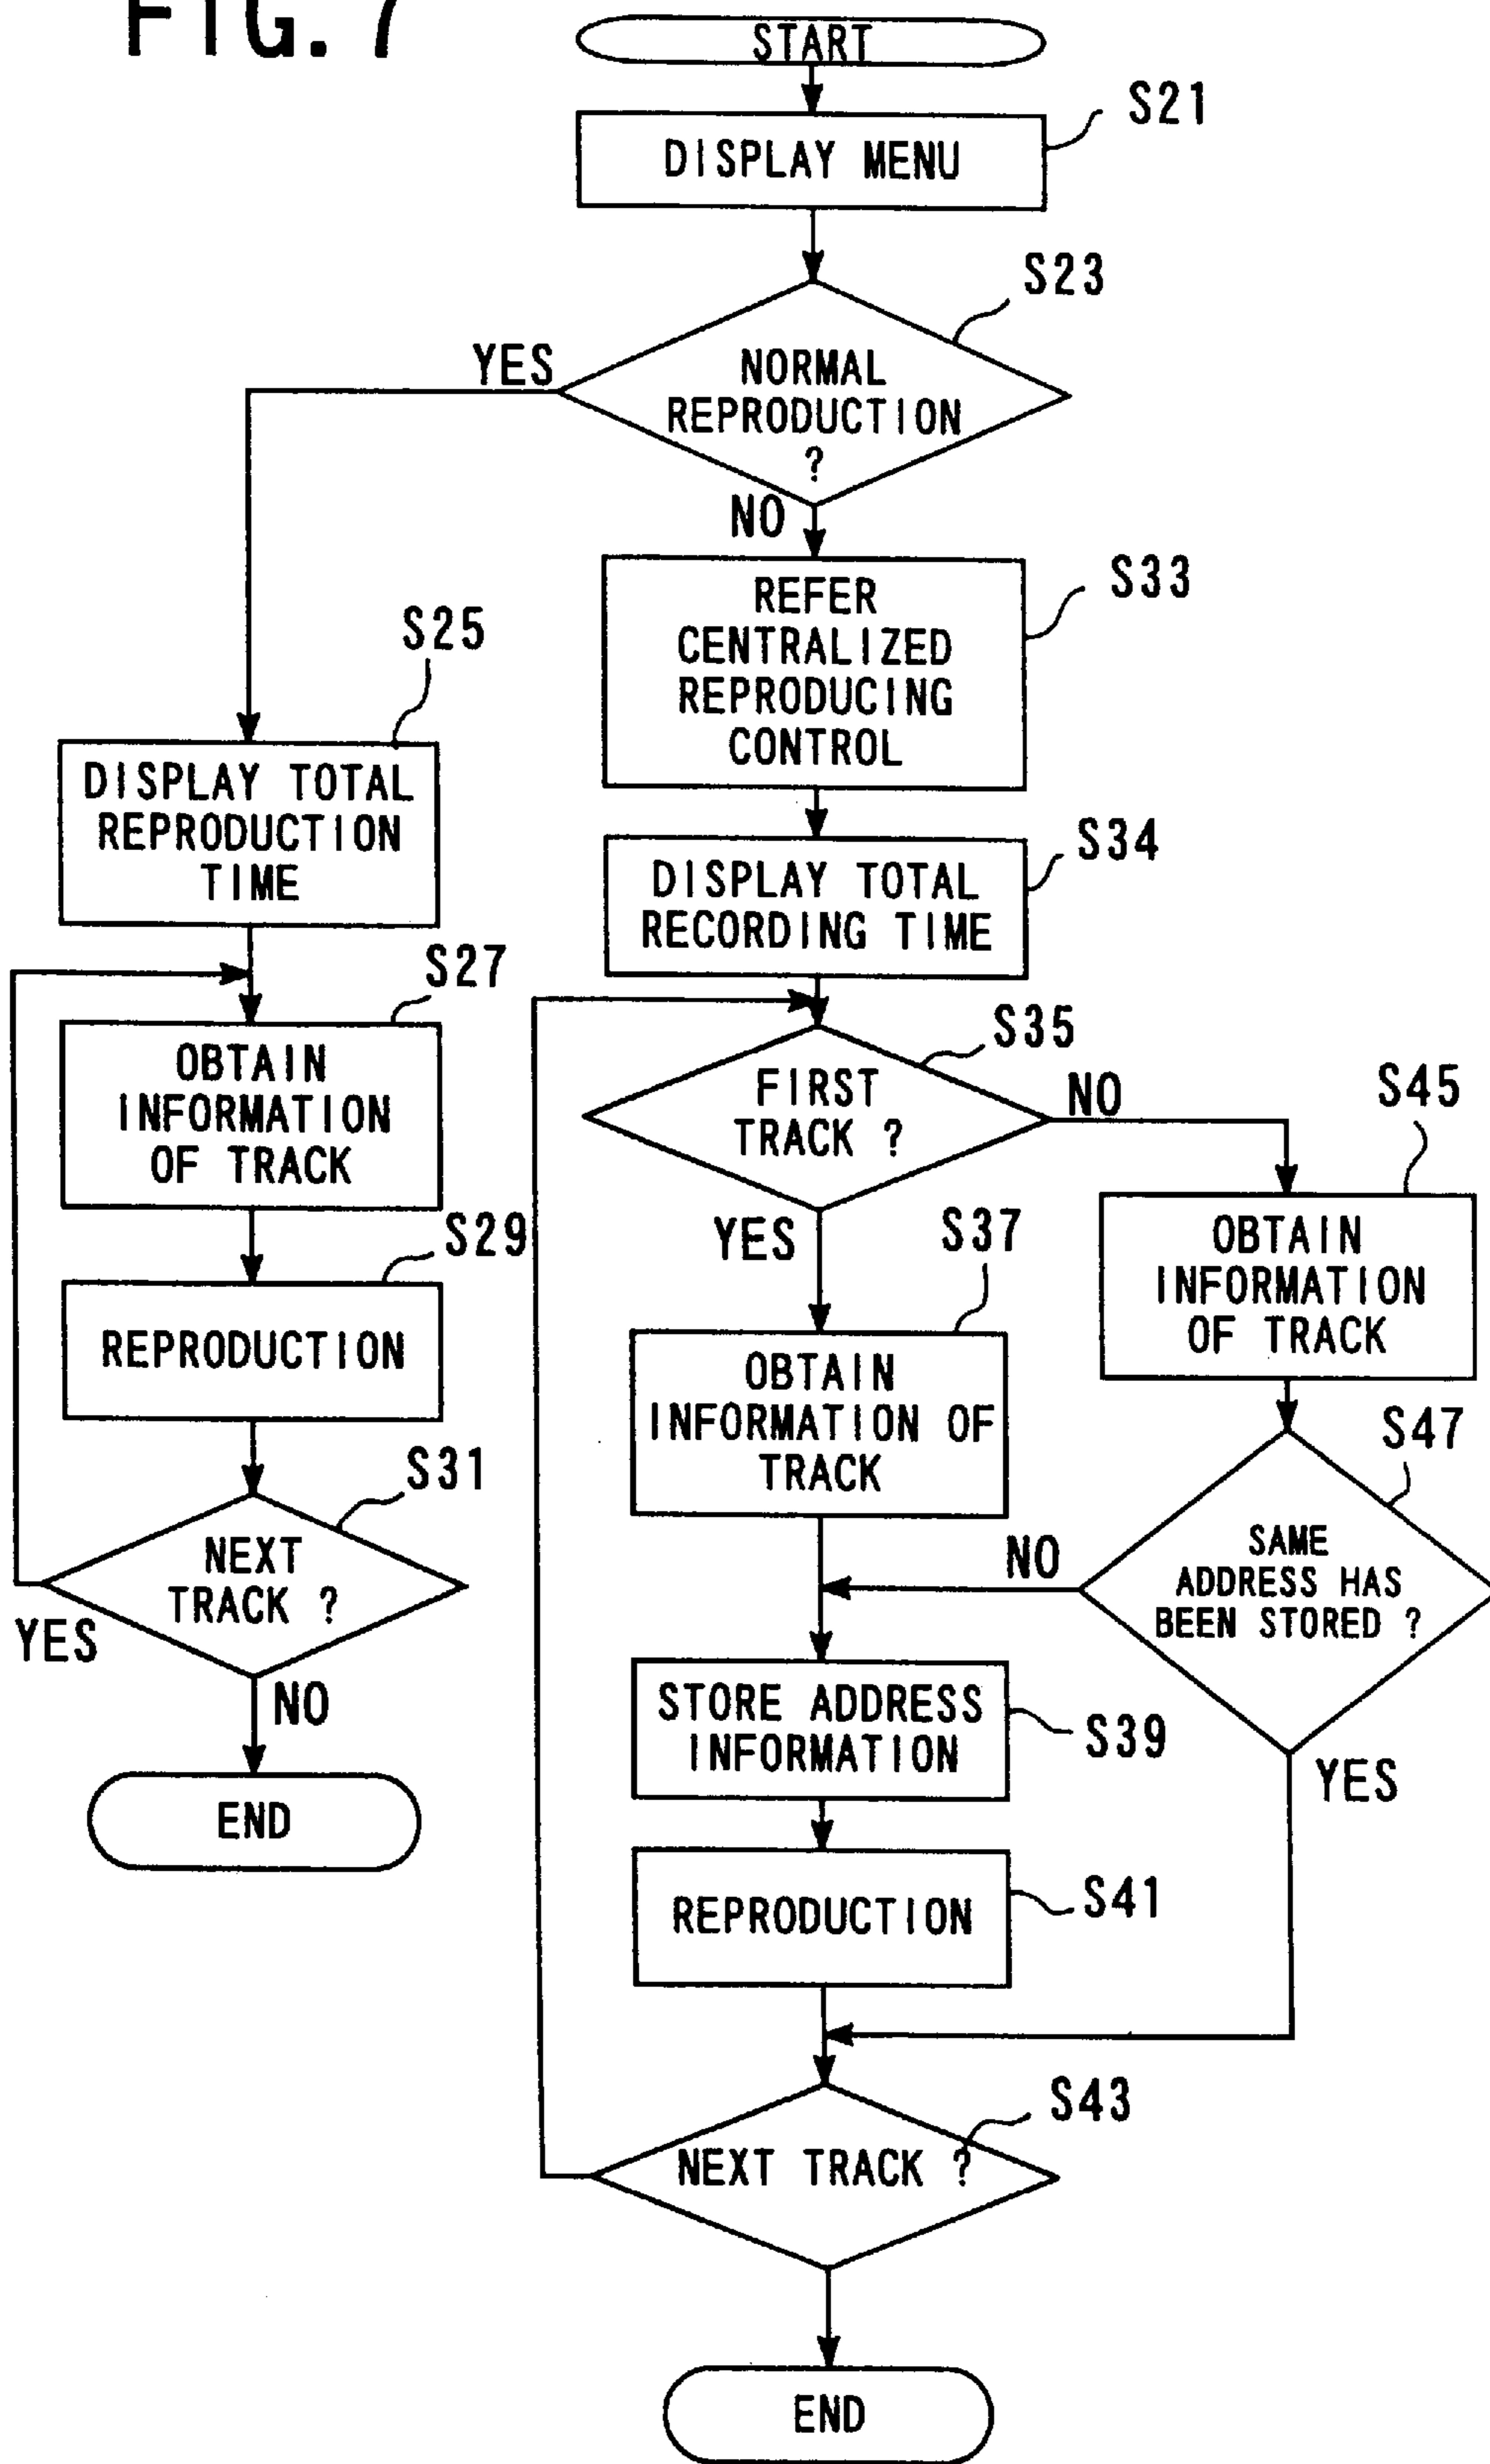 FIG. 7
START
S21
DISPLAY MENU
S23
YES
NORMAL
REPRODUCTION
?
NO
S33
REFER
CENTRALIZED
REPRODUCING
CONTROL
S25
DISPLAY TOTAL
REPRODUCTION
TIME
S34
DISPLAY TOTAL
RECORDING TIME
S27
OBTAIN
INFORMATION
OF TRACK
S35
FIRST
TRACK ?
NO
S45
OBTAIN
INFORMATION
OF TRACK
S29
REPRODUCTION
YES
S37
OBTAIN
INFORMATION OF
TRACK
S31
NEXT
TRACK ?
YES
NO
END
S47
SAME
ADDRESS HAS
BEEN STORED ?
NO
YES
STORE ADDRESS
INFORMATION
S39
REPRODUCTION
S41
S43
NEXT TRACK ?
END